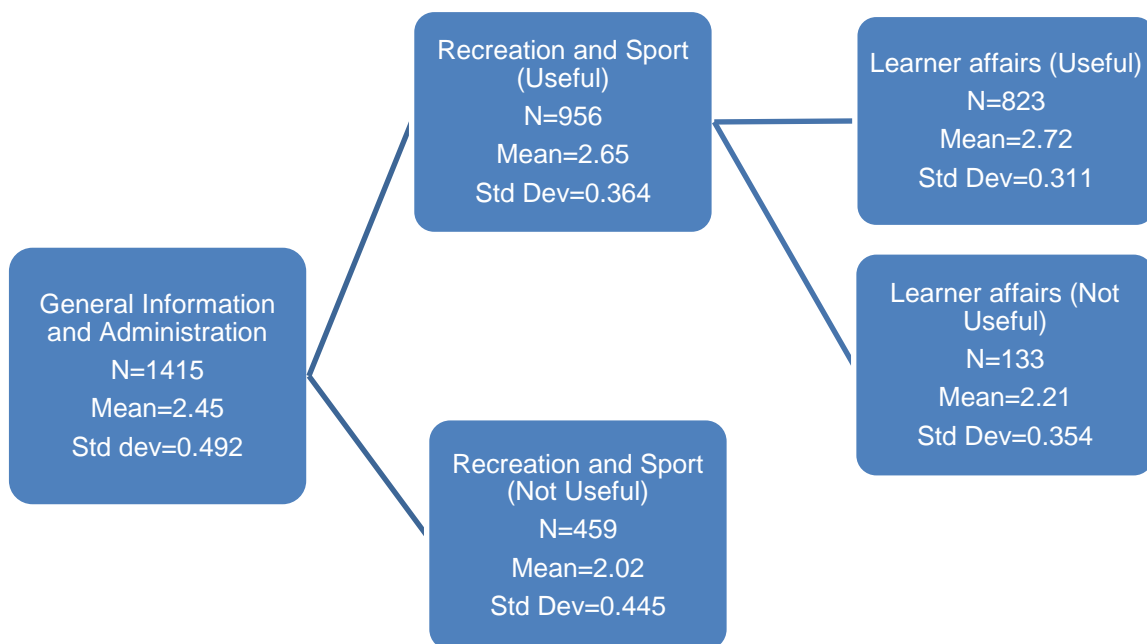 General Information
and Administration
N=1415
Mean=2.45
Std dev=0.492
Recreation and Sport
(Useful)
N=956
Mean=2.65
Std Dev=0.364
Recreation and Sport
(Not Useful)
N=459
Mean=2.02
Std Dev=0.445
Learner affairs (Useful)
N=823
Mean=2.72
Std Dev=0.311
Learner affairs (Not
Useful)
N=133
Mean=2.21
Std Dev=0.354